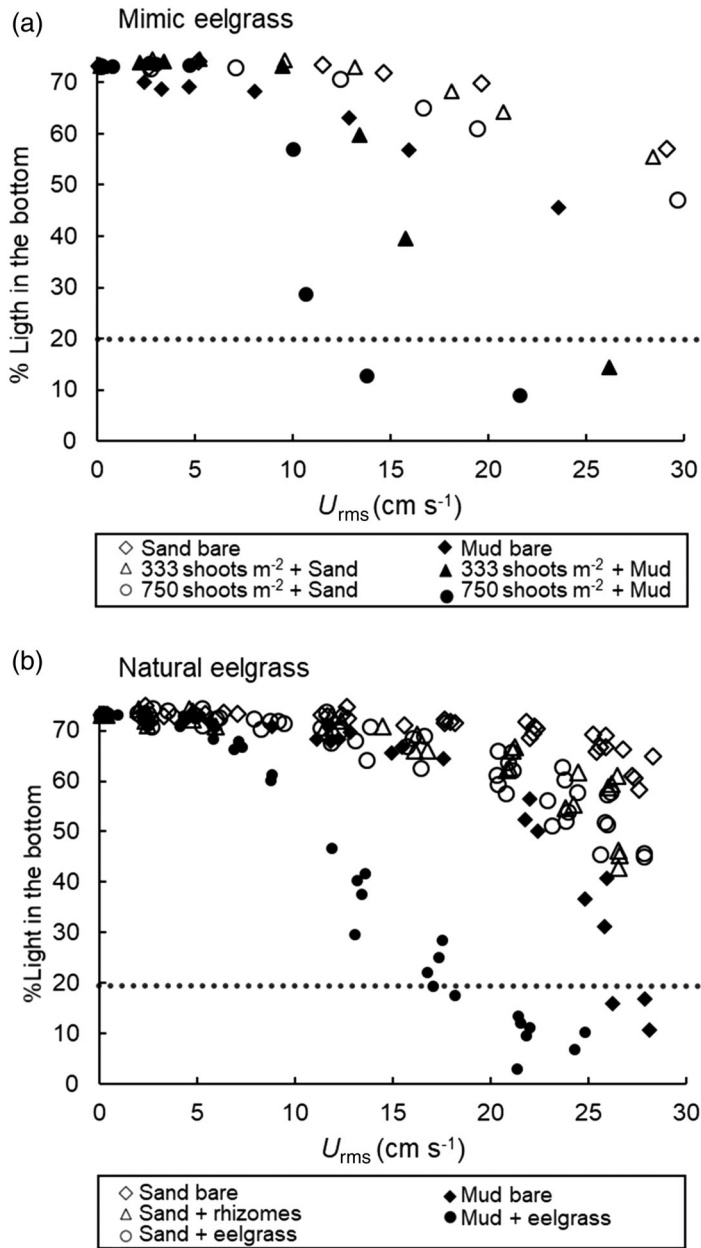 (a) Mimic eelgrass
70
60
50
40
30
20
10
0
% Ligth in the bottom
0 5 10 15 20 25 30
Urms (cm s-1)
Sand bare
333 shoots m-2 + Sand
750 shoots m-2 + Sand
Mud bare
333 shoots m-2 + Mud
750 shoots m-2 + Mud
(b) Natural eelgrass
70
60
50
40
30
20
10
0
%Light in the bottom
0 5 10 15 20 25 30
Urms (cm s-1)
Sand bare
Sand + rhizomes
Sand + eelgrass
Mud bare
Mud + eelgrass